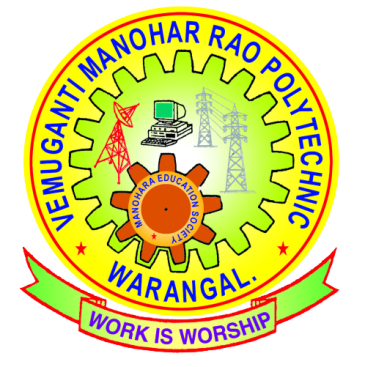 VEMUGANTI MANOHAR RAO POLYTECHNIC
WARANGAL.
MANOHARA EDUCATION SOCIETY
WORK IS WORSHIP